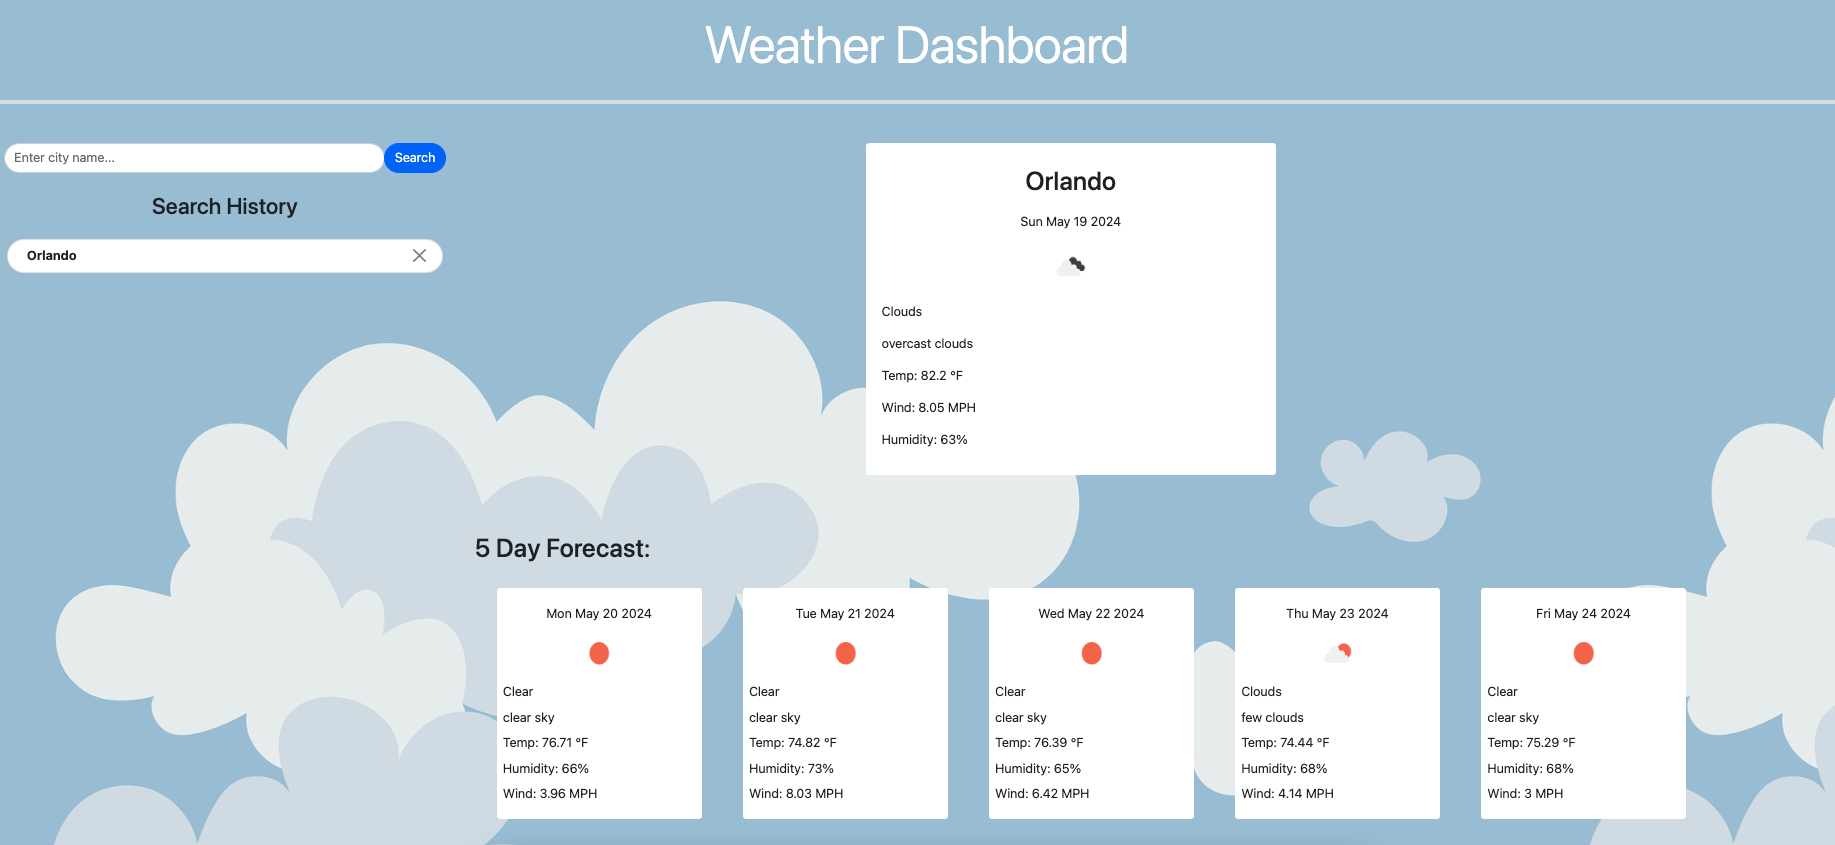 Weather Dashboard
Enter city name...
Search
Search History
Orlando
Orlando
Sun May 19 2024
Clouds
overcast clouds
Temp: 82.2 °F
Wind: 8.05 MPH
Humidity: 63%
5 Day Forecast:
Mon May 20 2024
Clear
clear sky
Temp: 76.71 °F
Humidity: 66%
Wind: 3.96 MPH
Tue May 21 2024
Clear
clear sky
Temp: 74.82 °F
Humidity: 73%
Wind: 8.03 MPH
Wed May 22 2024
Clear
clear sky
Temp: 76.39 °F
Humidity: 65%
Wind: 6.42 MPH
Thu May 23 2024
Clouds
few clouds
Temp: 74.44 °F
Humidity: 68%
Wind: 4.14 MPH
Fri May 24 2024
Clear
clear sky
Temp: 75.29 °F
Humidity: 68%
Wind: 3 MPH